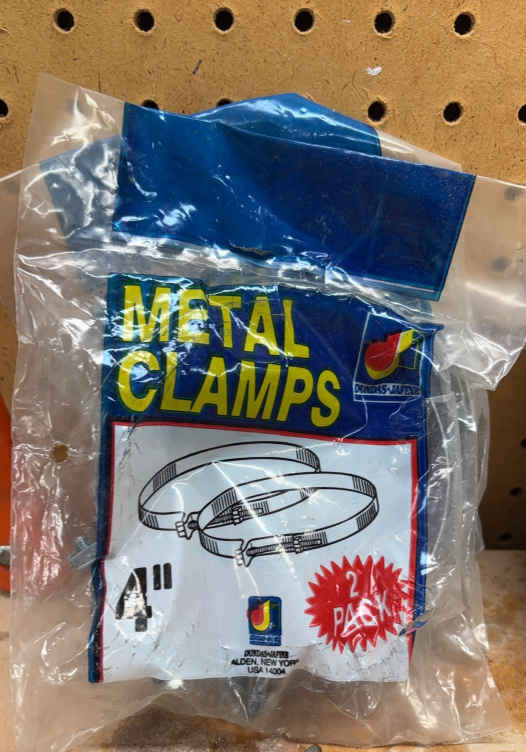 METAL
CLAMPS
DUNDAS-JAFINE
4"
2
PACK
DUNDAS-JAFINE
ALDEN, NEW YORK
USA 14004